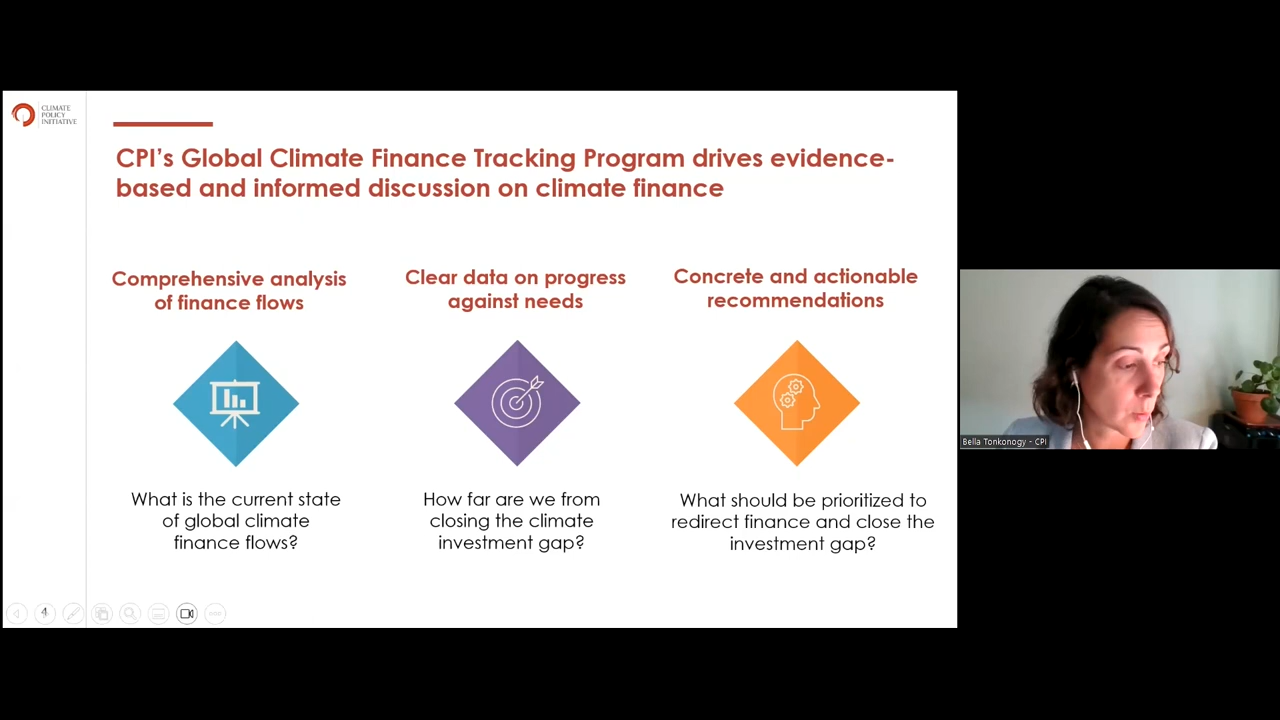 CLIMATE
POLICY
INITIATIVE
CPI's Global Climate Finance Tracking Program drives evidence-
based and informed discussion on climate finance
Comprehensive analysis
of finance flows
Clear data on progress
against needs
Concrete and actionable
recommendations
What is the current state
of global climate
finance flows?
How far are we from
closing the climate
investment gap?
What should be prioritized to
redirect finance and close the
investment gap?
4
Bella Tonkonogy - CPI